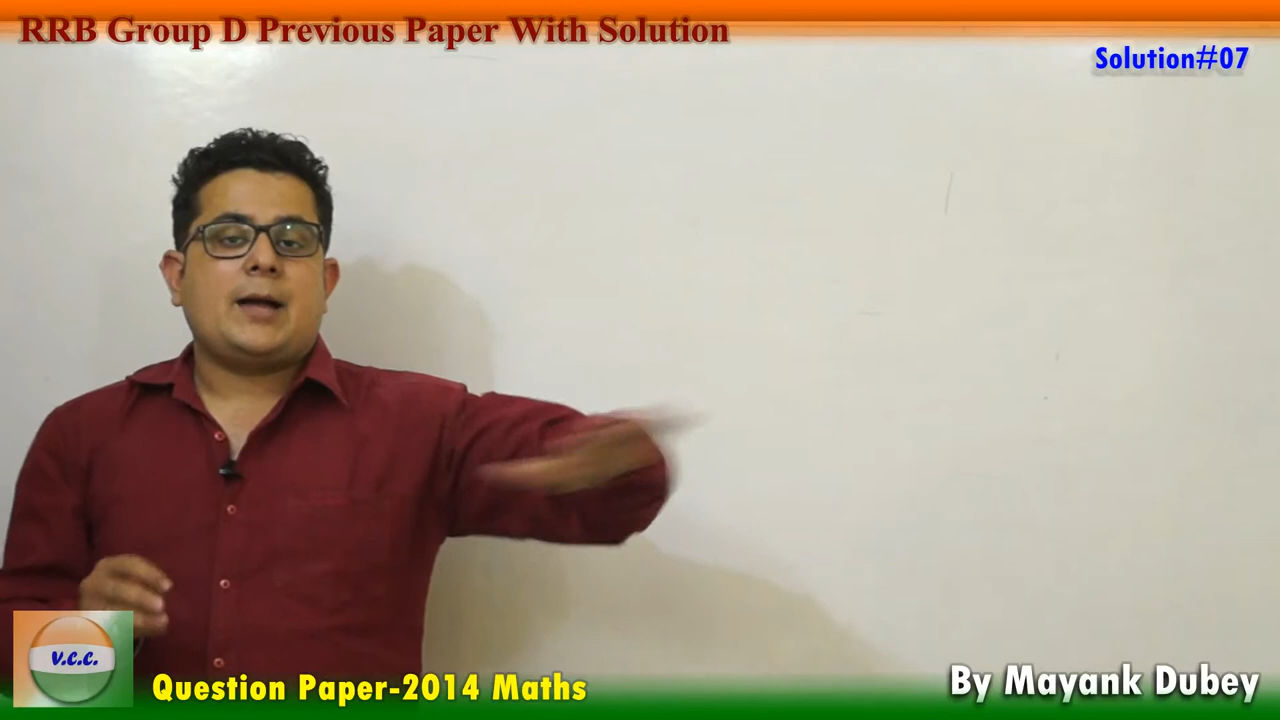 RRB Group D Previous Paper With Solution
Solution#07
V.C.C.
Question Paper-2014 Maths
By Mayank Dubey